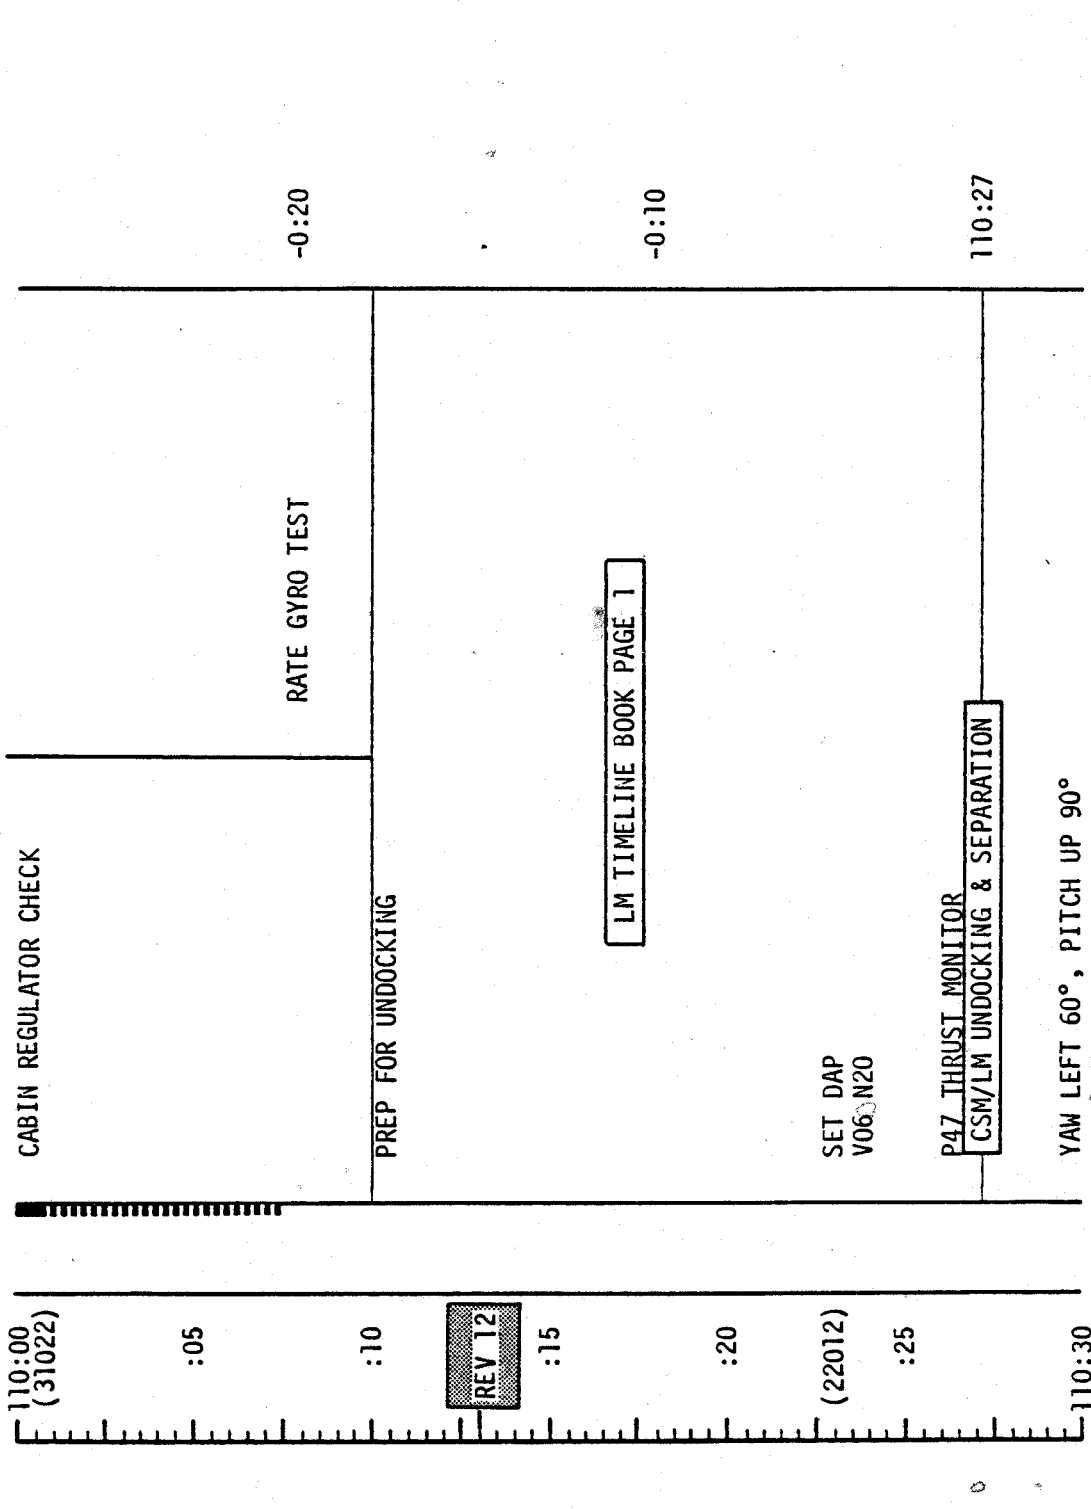 110:00
(31022)
CABIN REGULATOR CHECK
:05
RATE GYRO TEST
-0:20
:10
PREP FOR UNDOCKING
REV 12
:15
LM TIMELINE BOOK PAGE 1
-0:10
:20
(22012)
SET DAP
V06 N20
:25
P47 THRUST MONITOR
CSM/LM UNDOCKING & SEPARATION
110:27
110:30
YAW LEFT 60°, PITCH UP 90°